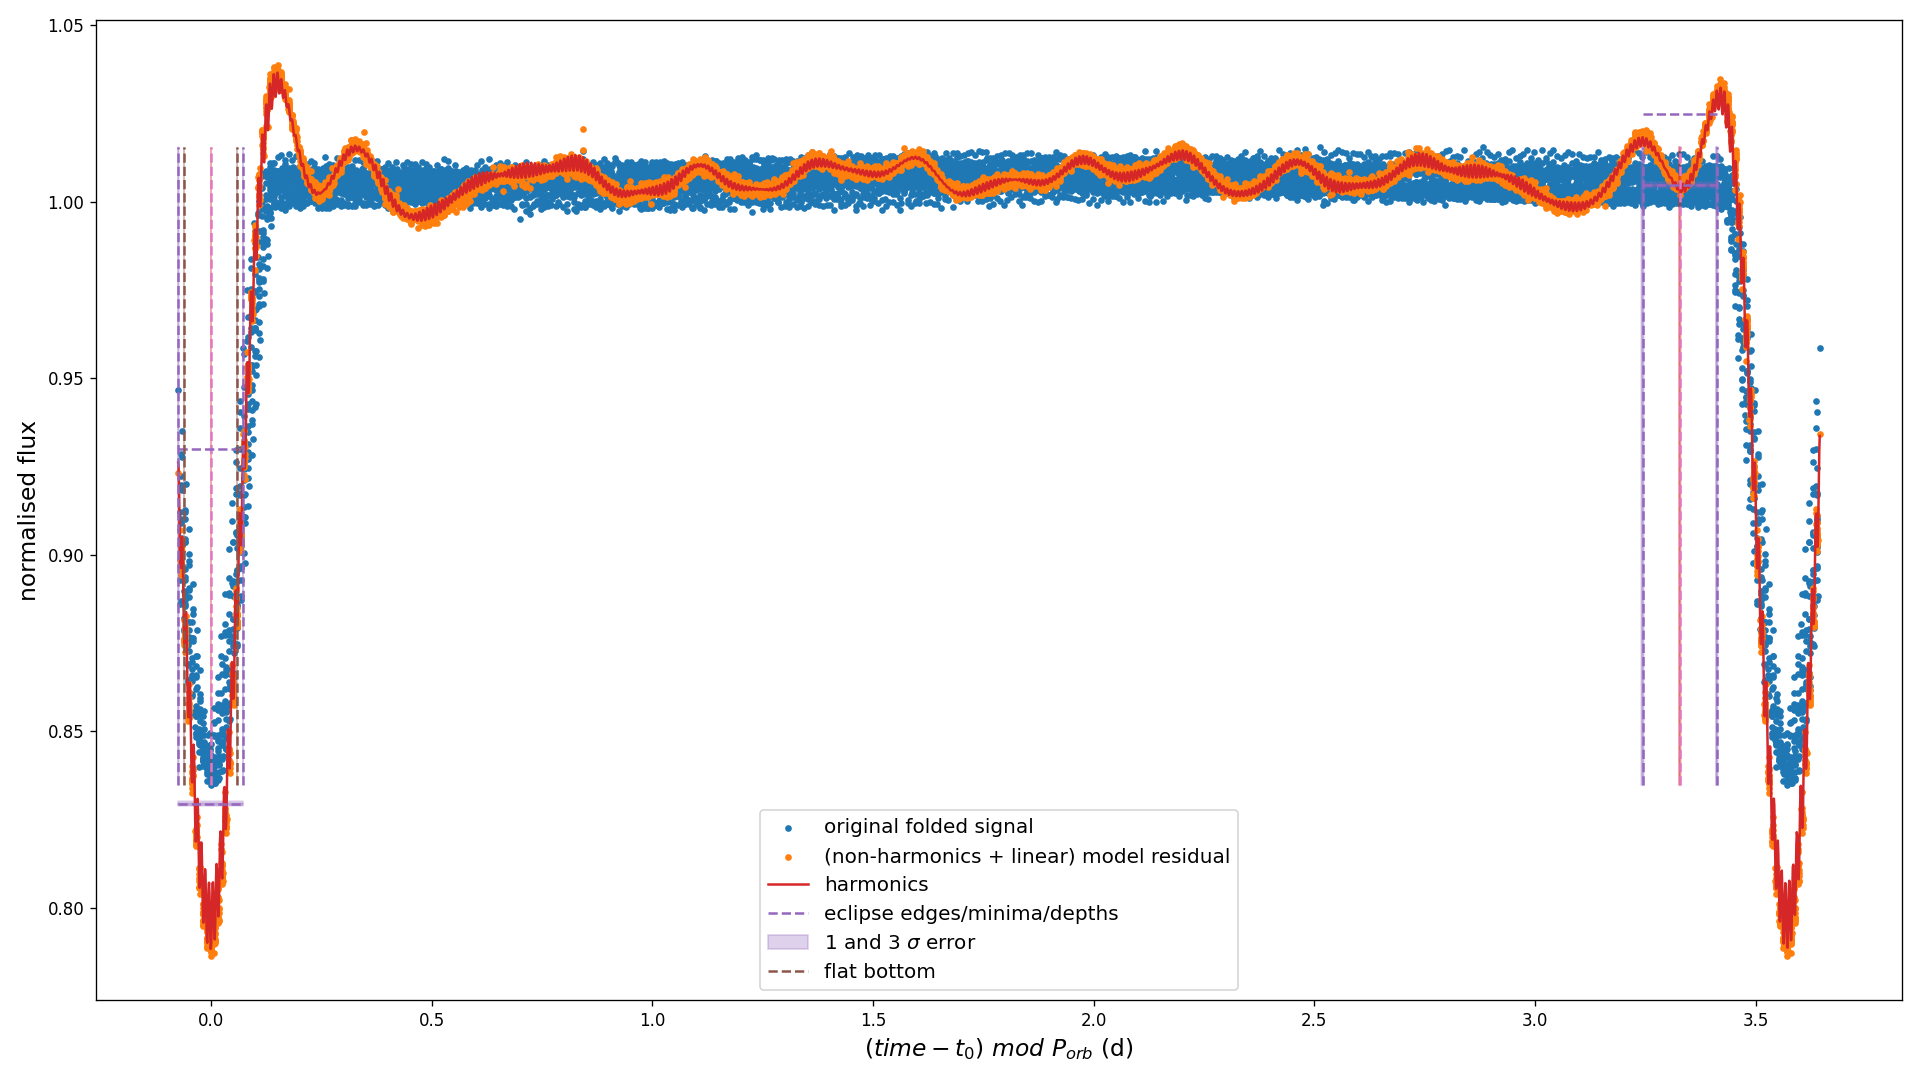 1.05
1.00
0.95
0.90
0.85
0.80
normalised flux
original folded signal
(non-harmonics + linear) model residual
harmonics
eclipse edges/minima/depths
1 and 3 σ error
flat bottom
0.0 0.5 1.0 1.5 2.0 2.5 3.0 3.5
(time − t₀) mod Pₒᵣb (d)